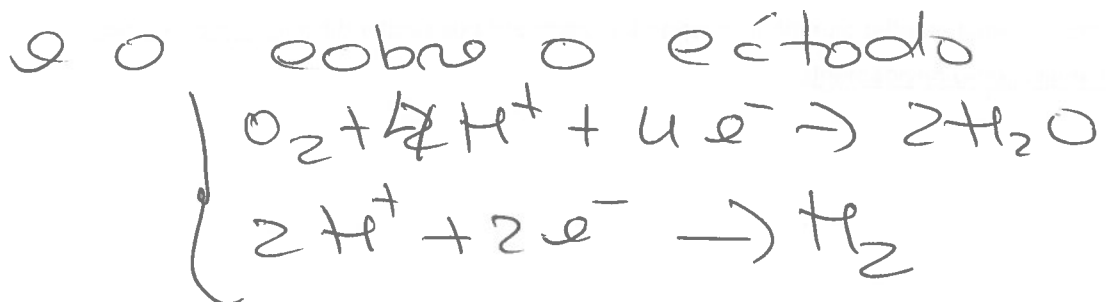 e o cobre o cátodo
O₂ + 4H⁺ + 4e⁻ → 2H₂O
2H⁺ + 2e⁻ → H₂